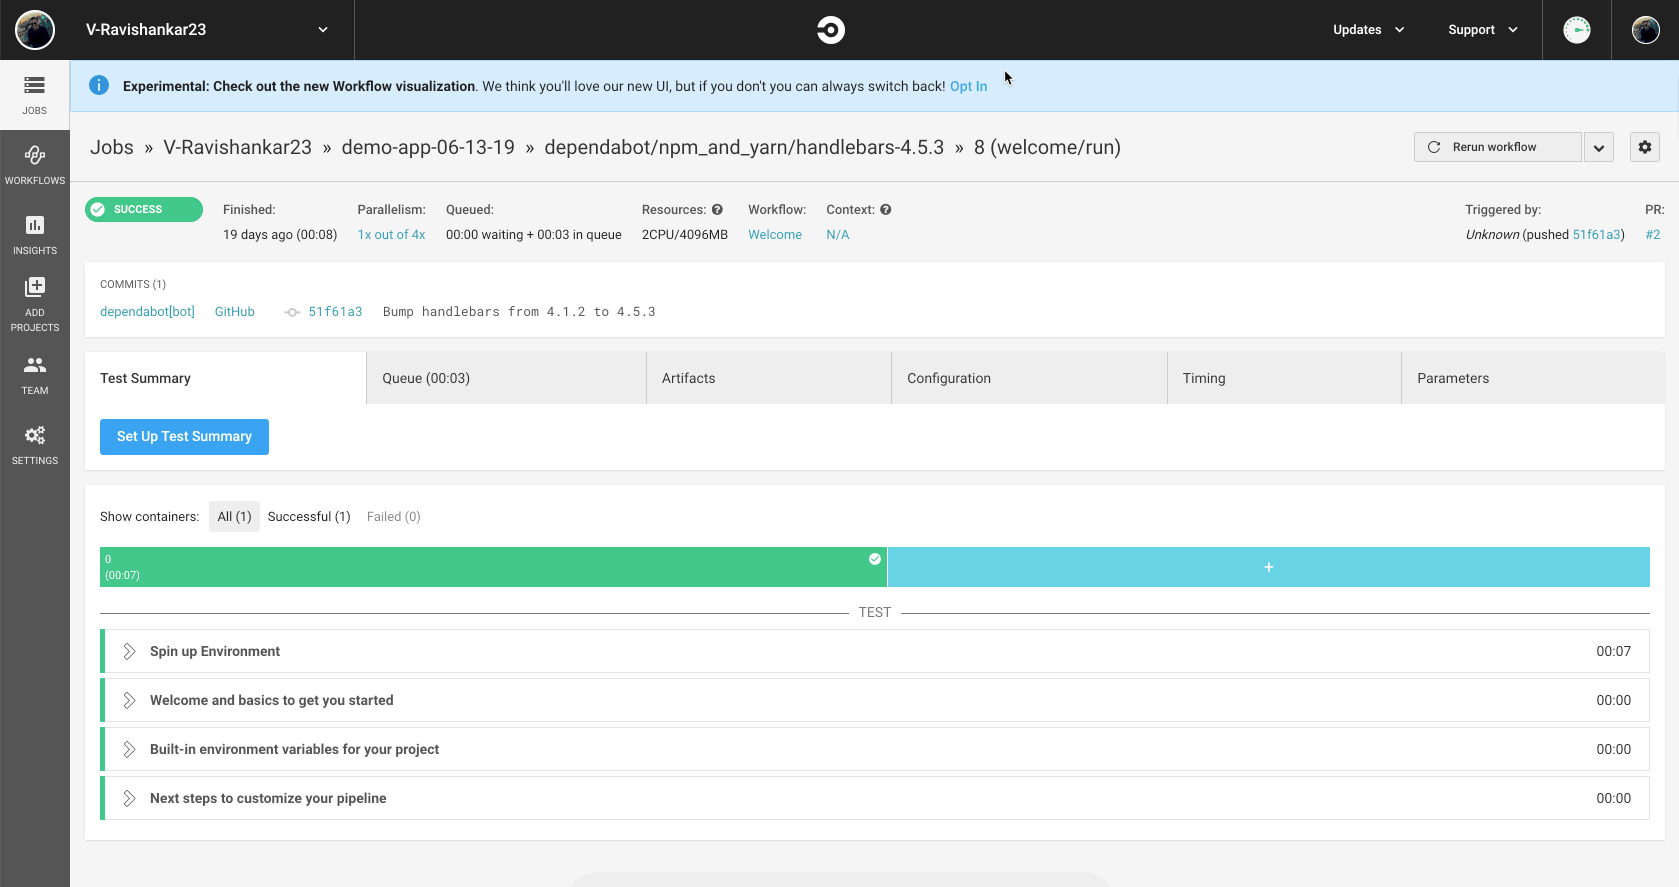 V-Ravishankar23
Updates
Support
JOBS
WORKFLOWS
INSIGHTS
ADD
PROJECTS
TEAM
SETTINGS
Experimental: Check out the new Workflow visualization. We think you'll love our new UI, but if you don't you can always switch back! Opt In
Jobs » V-Ravishankar23 » demo-app-06-13-19 » dependabot/npm_and_yarn/handlebars-4.5.3 » 8 (welcome/run)
Rerun workflow
SUCCESS
Finished:
19 days ago (00:08)
Parallelism:
1x out of 4x
Queued:
00:00 waiting + 00:03 in queue
Resources:
2CPU/4096MB
Workflow:
Welcome
Context:
N/A
Triggered by:
Unknown (pushed 51f61a3)
PR:
#2
COMMITS (1)
dependabot[bot] GitHub 51f61a3 Bump handlebars from 4.1.2 to 4.5.3
Test Summary
Queue (00:03)
Artifacts
Configuration
Timing
Parameters
Set Up Test Summary
Show containers: All (1) Successful (1) Failed (0)
0
(00:07)
+
TEST
Spin up Environment 00:07
Welcome and basics to get you started 00:00
Built-in environment variables for your project 00:00
Next steps to customize your pipeline 00:00